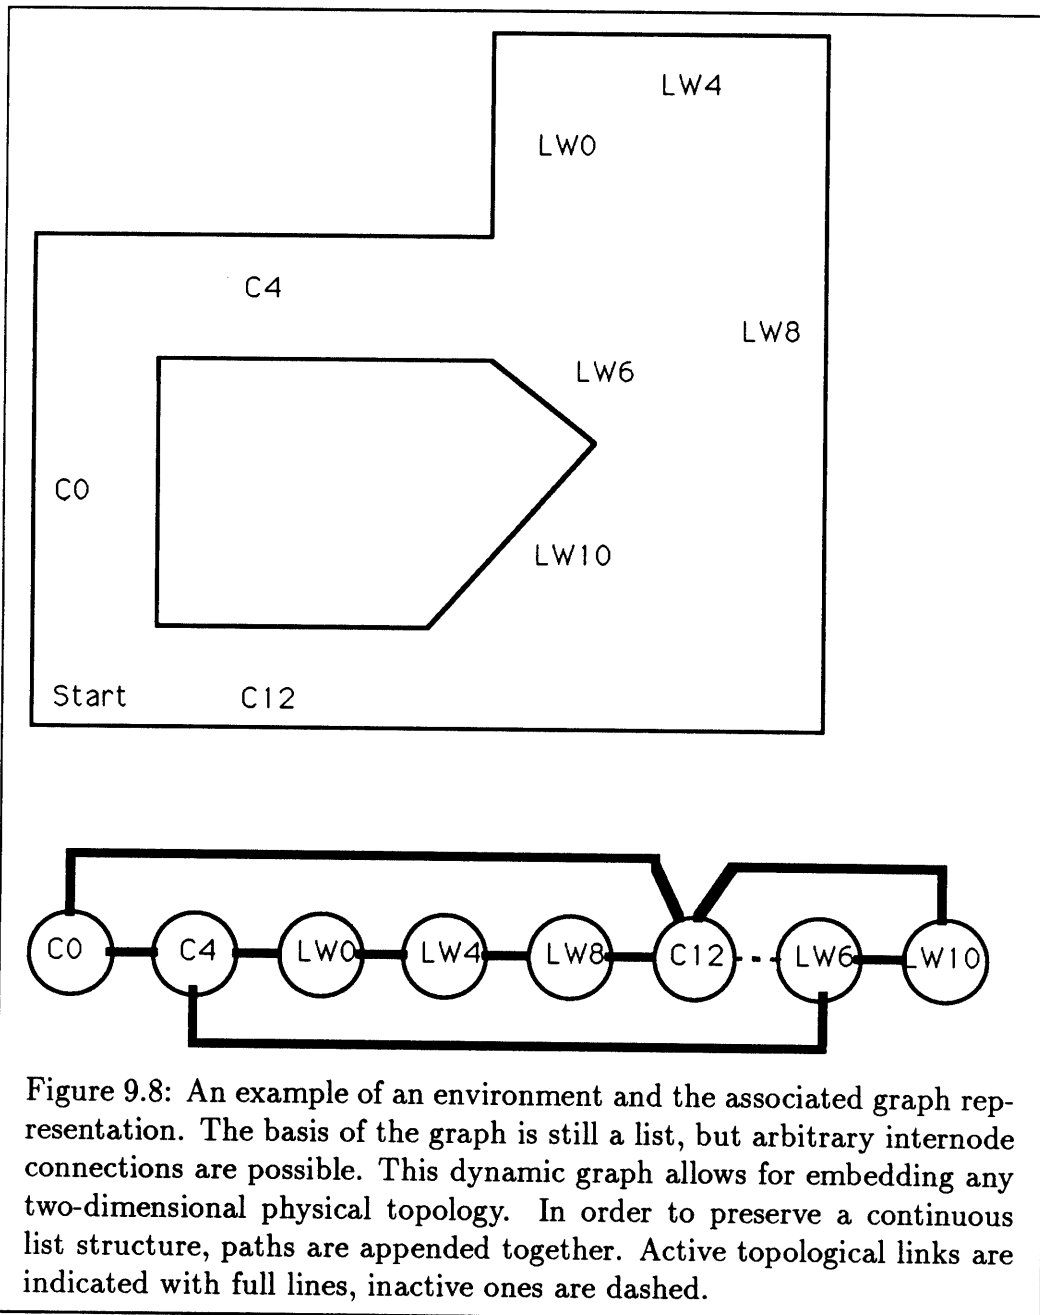 LW4
LW0
C4
LW8
LW6
C0
LW10
Start C12
C0 C4 LW0 LW4 LW8 C12 LW6 LW10
Figure 9.8: An example of an environment and the associated graph rep-
resentation. The basis of the graph is still a list, but arbitrary internode
connections are possible. This dynamic graph allows for embedding any
two-dimensional physical topology. In order to preserve a continuous
list structure, paths are appended together. Active topological links are
indicated with full lines, inactive ones are dashed.